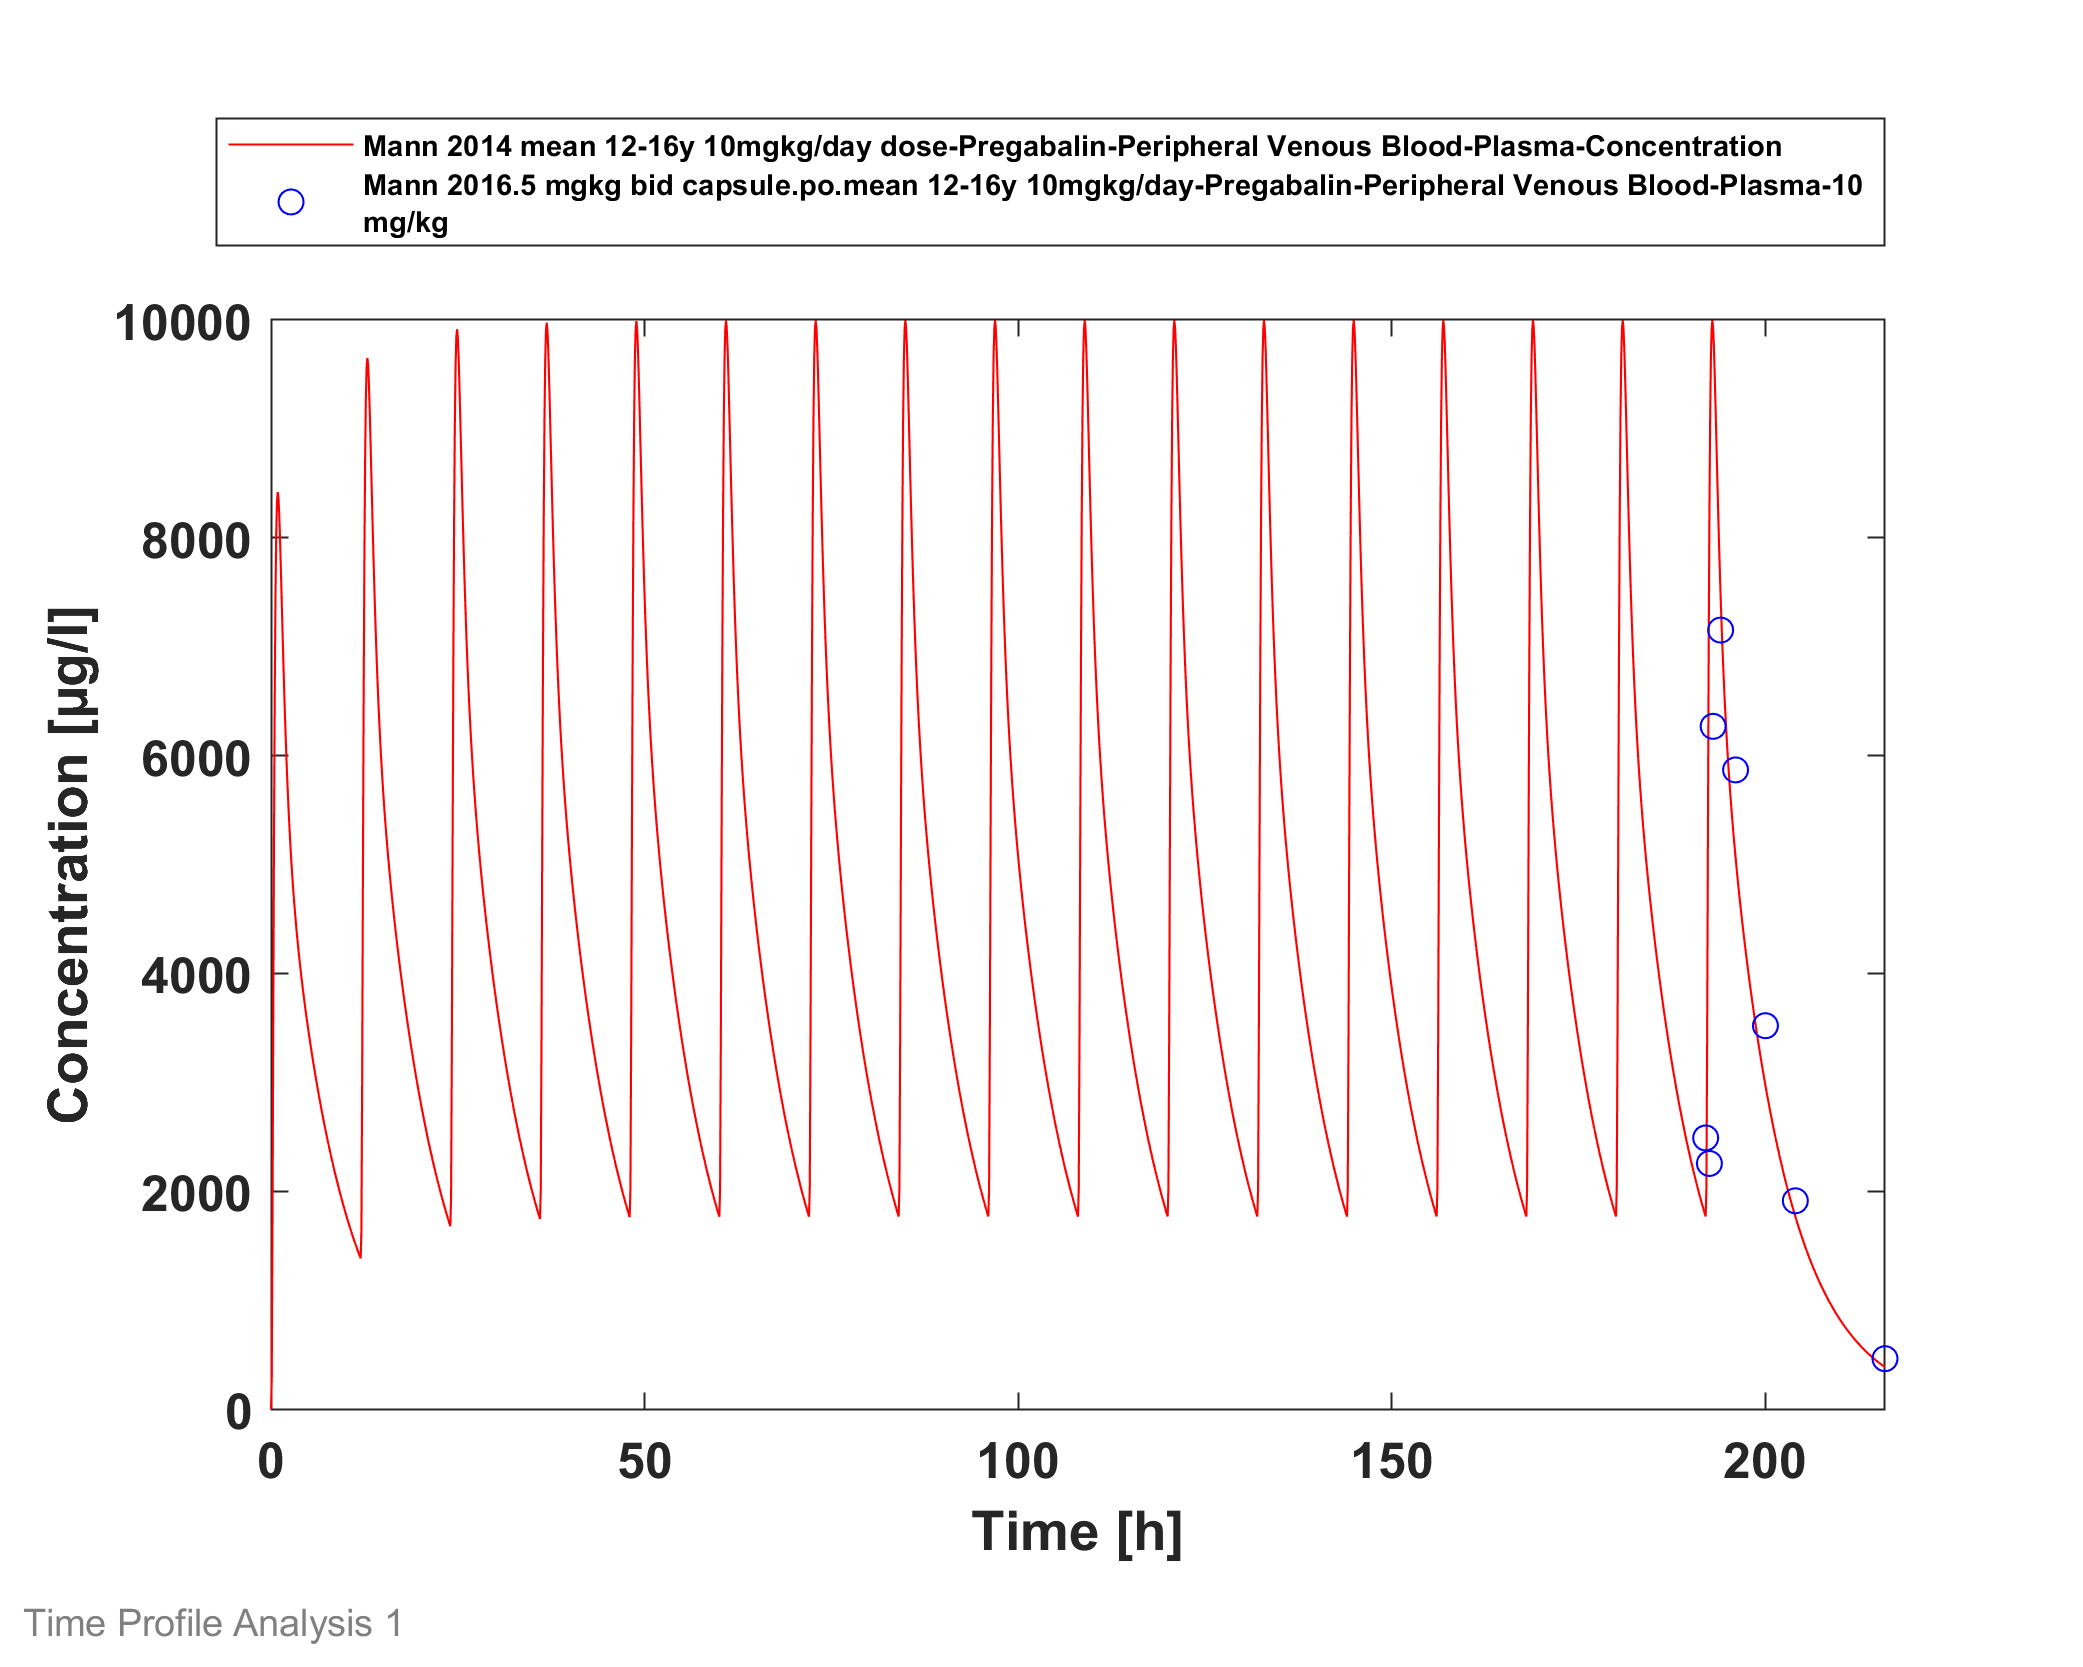 Mann 2014 mean 12-16y 10mgkg/day dose-Pregabalin-Peripheral Venous Blood-Plasma-Concentration
Mann 2016.5 mgkg bid capsule.po.mean 12-16y 10mgkg/day-Pregabalin-Peripheral Venous Blood-Plasma-10
mg/kg
10000
8000
6000
4000
2000
0
Concentration [µg/l]
0 50 100 150 200
Time [h]
Time Profile Analysis 1